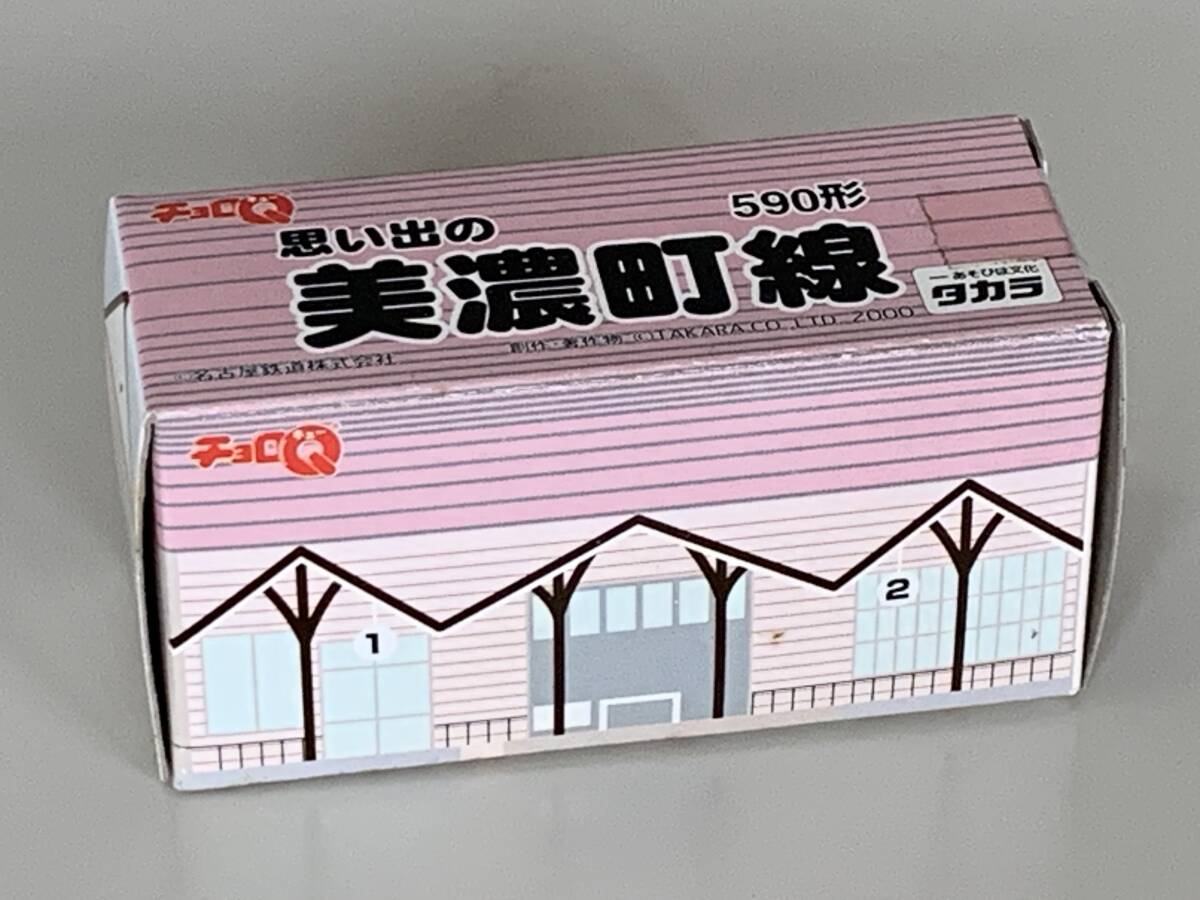 チョロQ
思い出の
590形
美濃町線
あそびは文化
タカラ
©名古屋鉄道株式会社
創作・著作物 ©TAKARA.CO.,LTD. 2000
チョロQ
1
2